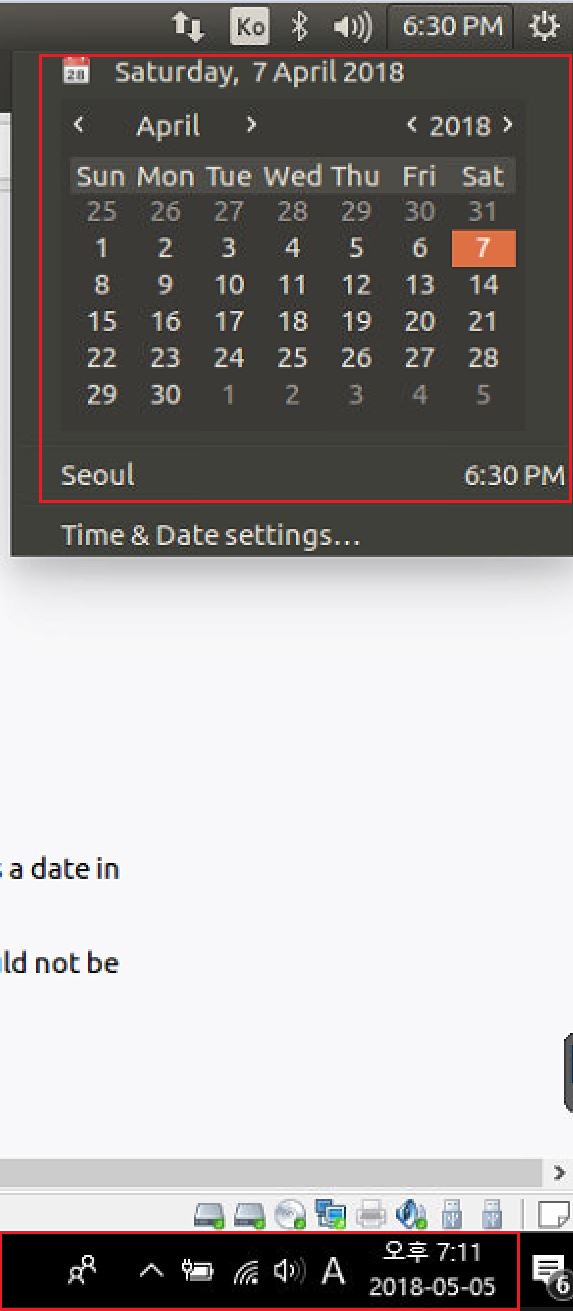 Ko 6:30 PM
28 Saturday, 7 April 2018
< April > < 2018 >
Sun Mon Tue Wed Thu Fri Sat
25 26 27 28 29 30 31
1 2 3 4 5 6 7
8 9 10 11 12 13 14
15 16 17 18 19 20 21
22 23 24 25 26 27 28
29 30 1 2 3 4 5
Seoul 6:30 PM
Time & Date settings...
a date in
uld not be
A 오후 7:11
2018-05-05
6